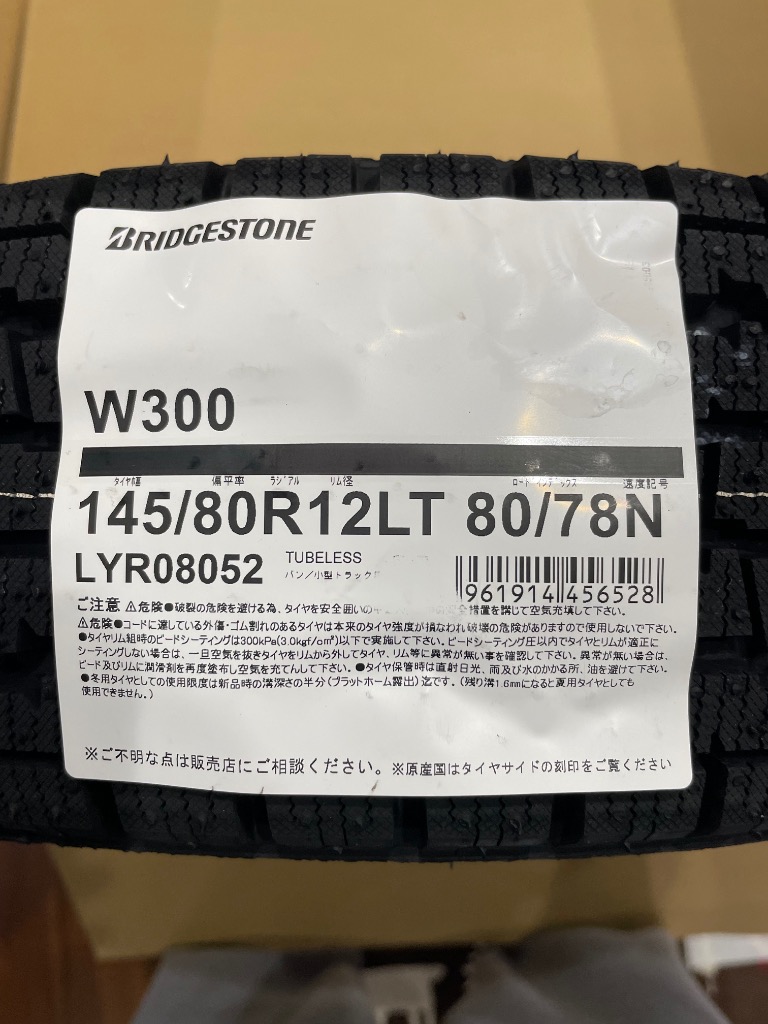 BRIDGESTONE
W300
タイヤ幅 偏平率 ラジアル リム径 ロードインデックス 速度記号
145/80R12LT 80/78N
LYR08052 TUBELESS
バン/小型トラック
961914 456528
ご注意 ⚠危険●破裂の危険を避ける為、タイヤを安全囲いの 措置を講じて空気充填して下さい。
⚠危険●コードに達している外傷・ゴム割れのあるタイヤは本来のタイヤ強度が損なわれ破壊の危険がありますので使用しないで下さい。
●タイヤリム組時のビードシーティングは300kPa(3.0kgf/cm²)以下で実施して下さい。ビードシーティング圧以内でタイヤとリムが適正に
シーティングしない場合は、一旦空気を抜きタイヤをリムから外してタイヤ、リム等に異常が無い事を確認して下さい。異常が無い場合は、
ビード及びリムに潤滑剤を再度塗布し空気を充てんして下さい。●タイヤ保管時は直射日光、雨及び水のかかる所、油を避けて下さい。
●冬用タイヤとしての使用限度は新品時の溝深さの半分(プラットホーム露出)迄です。(残り溝1.6mmになると夏用タイヤとしても
使用できません。)
※ご不明な点は販売店にご相談ください。※原産国はタイヤサイドの刻印をご覧ください